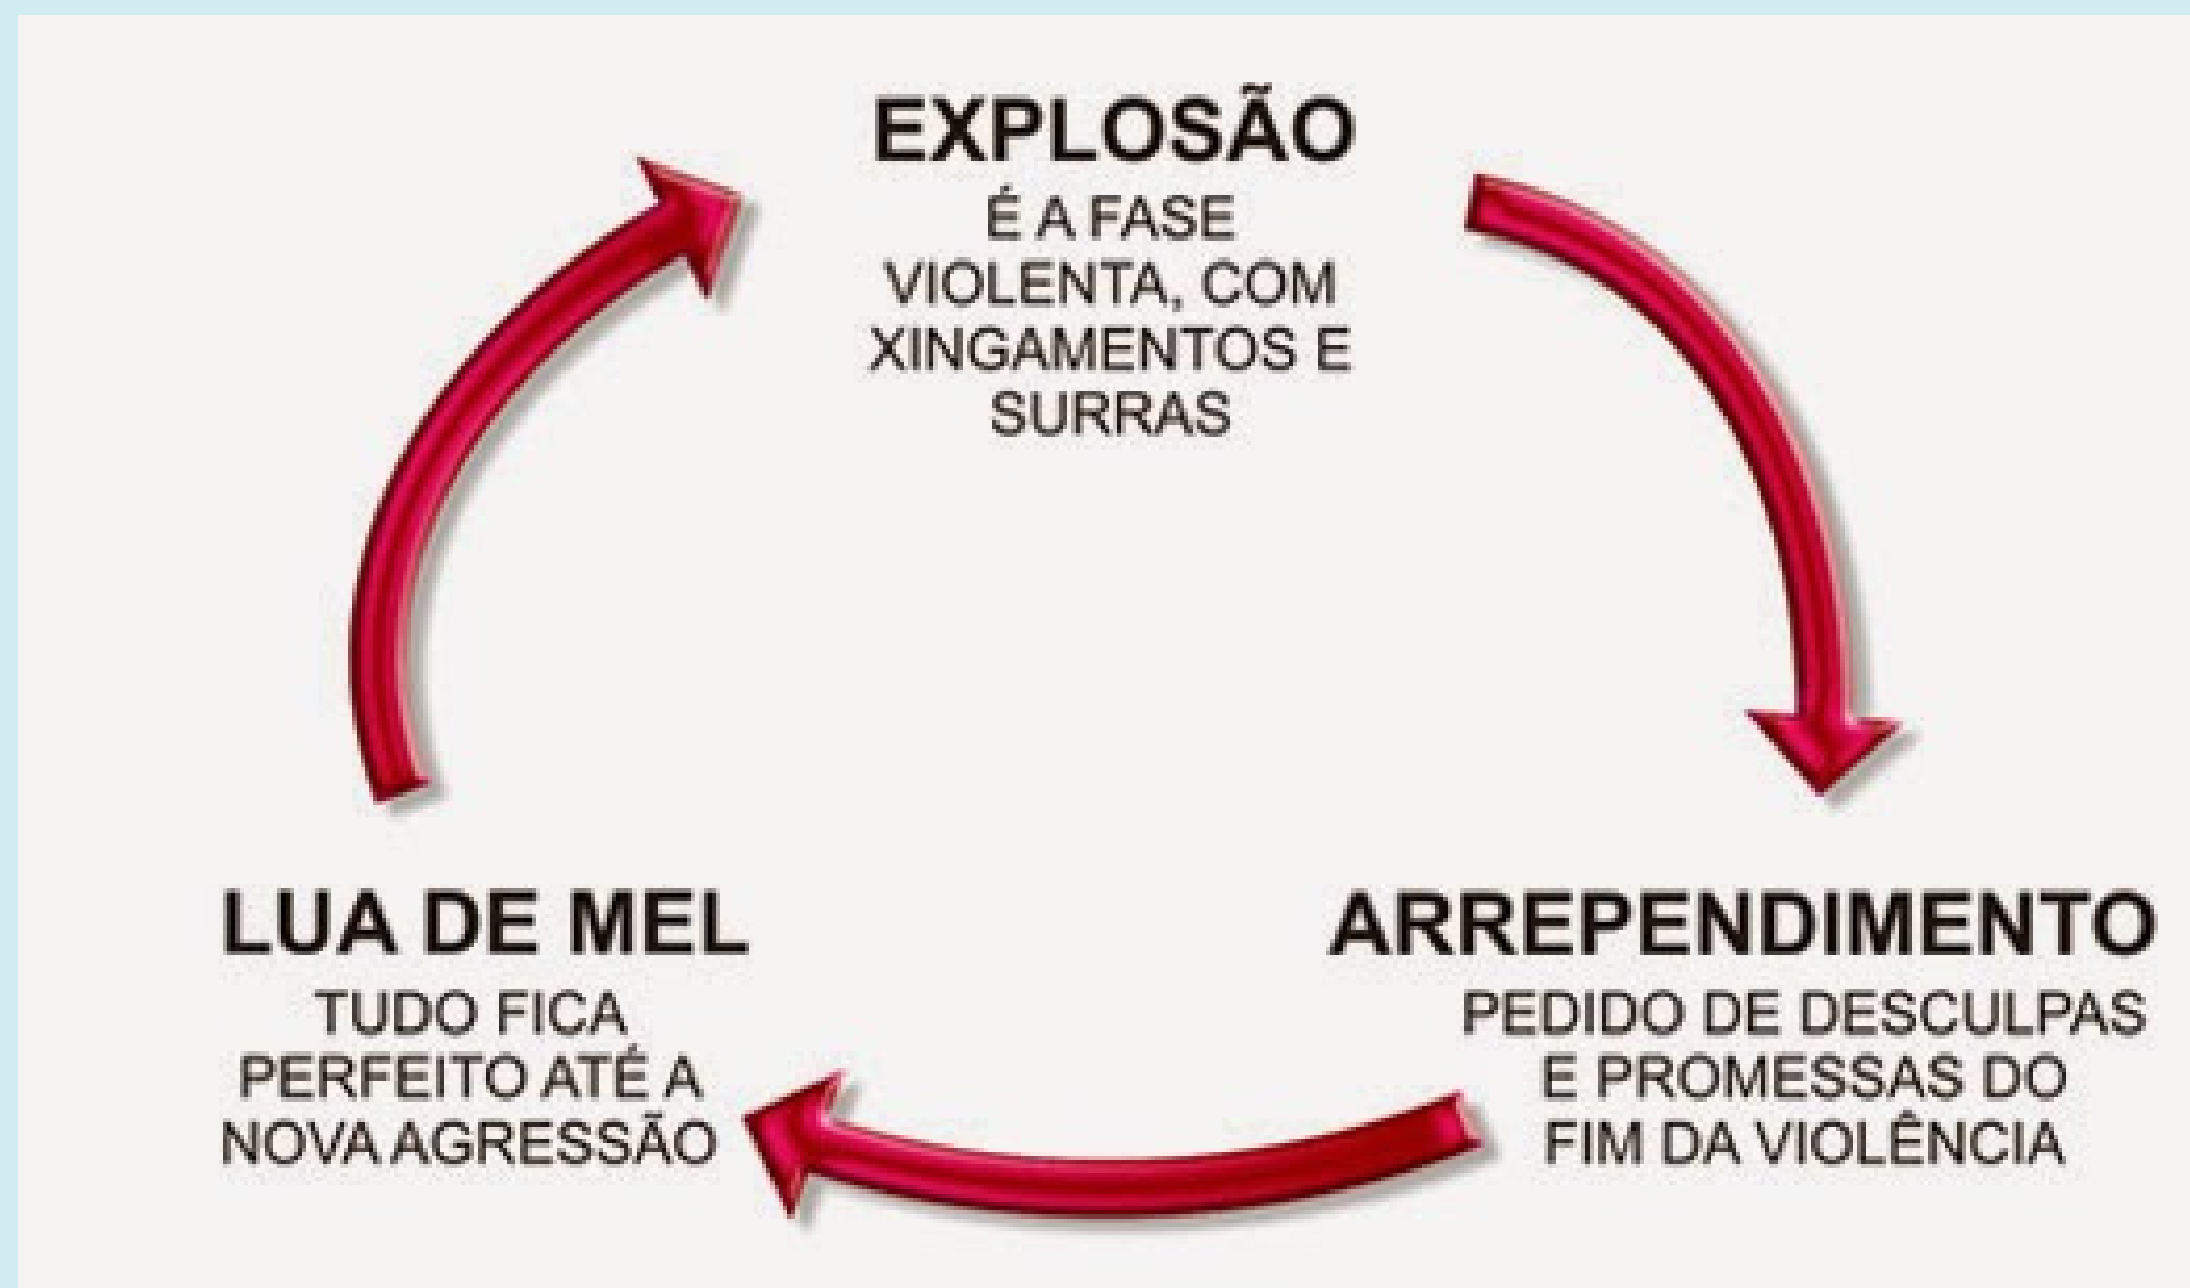 EXPLOSÃO
É A FASE
VIOLENTA, COM
XINGAMENTOS E
SURRAS
LUA DE MEL
TUDO FICA
PERFEITO ATÉ A
NOVA AGRESSÃO
ARREPENDIMENTO
PEDIDO DE DESCULPAS
E PROMESSAS DO
FIM DA VIOLÊNCIA